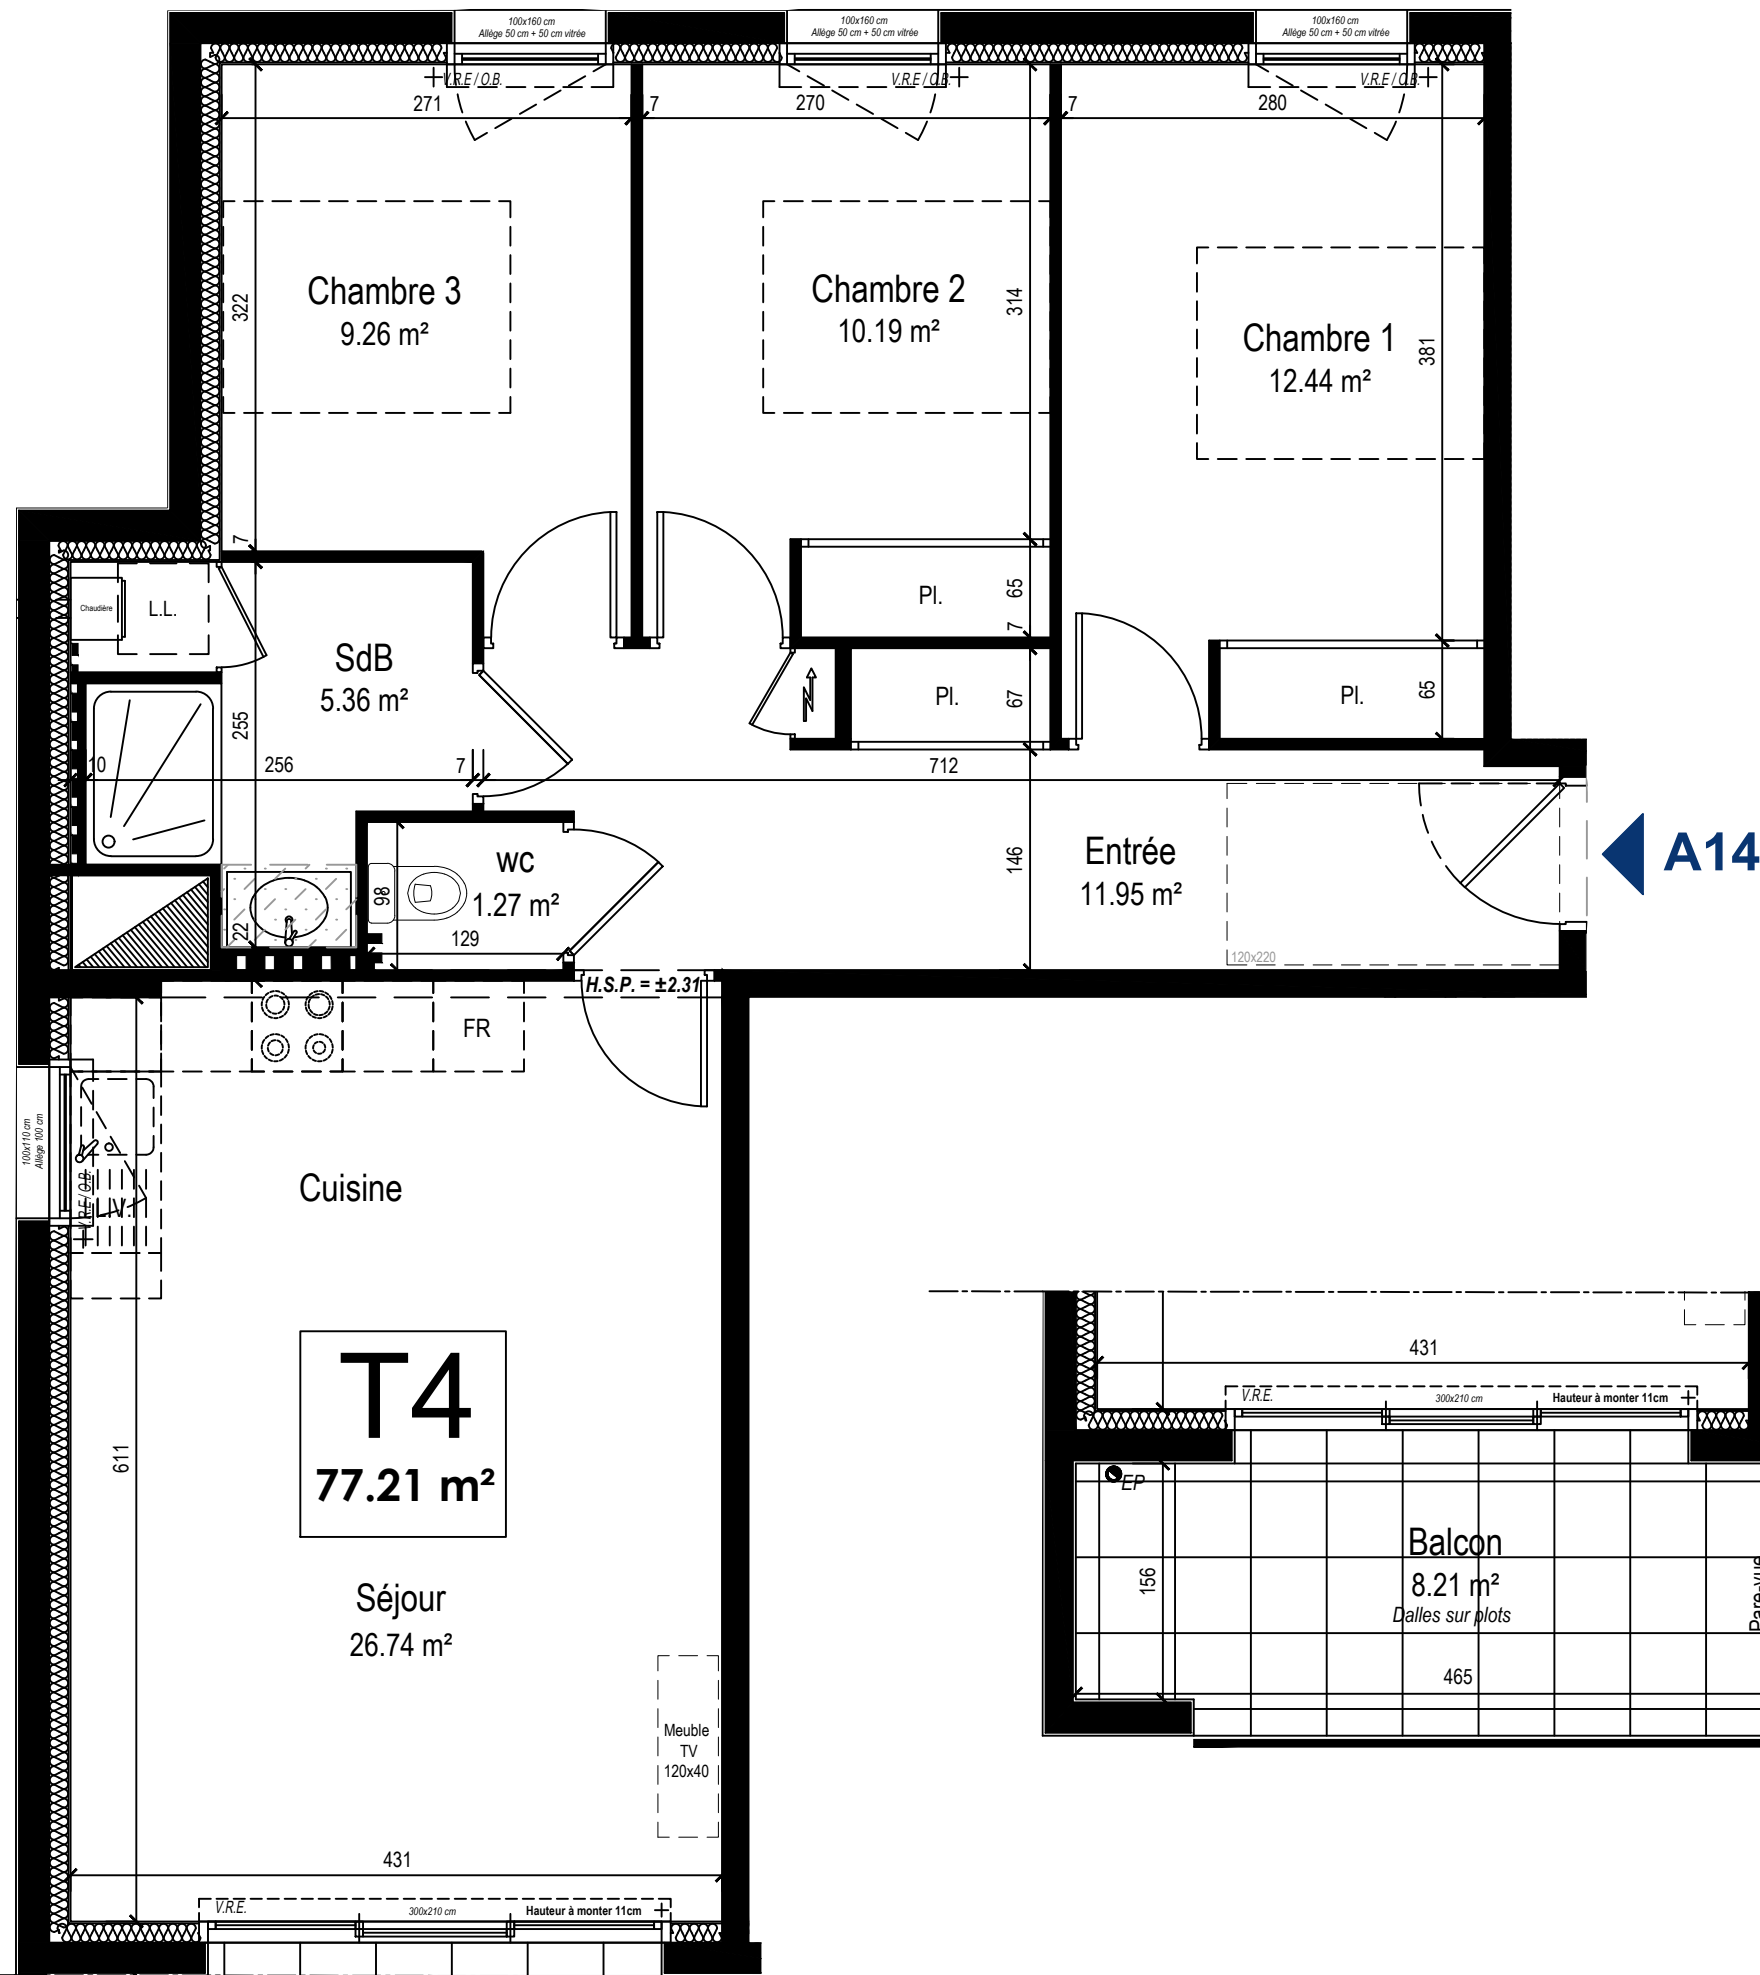 100x160 cm
Allège 50 cm + 50 cm vitrée
100x160 cm
Allège 50 cm + 50 cm vitrée
100x160 cm
Allège 50 cm + 50 cm vitrée
V.R.E / O.B.
V.R.E / O.B.
V.R.E / O.B.
271
7
270
7
280
Chambre 3
9.26 m²
322
7
Chambre 2
10.19 m²
314
Chambre 1
12.44 m²
381
Pl.
65
7
Pl.
67
Pl.
65
Chaudière
L.L.
SdB
5.36 m²
255
10
256
7
712
wc
1.27 m²
98
129
22
146
Entrée
11.95 m²
120x220
A14
H.S.P. = ±2.31
FR
100x110 cm
Allège 100 cm
V.R.E / O.B.
L.V.
Cuisine
T4
77.21 m²
611
Séjour
26.74 m²
Meuble
TV
120x40
431
V.R.E.
300x210 cm
Hauteur à monter 11cm
431
V.R.E.
300x210 cm
Hauteur à monter 11cm
EP
156
Balcon
8.21 m²
Dalles sur plots
465
Pare-vue